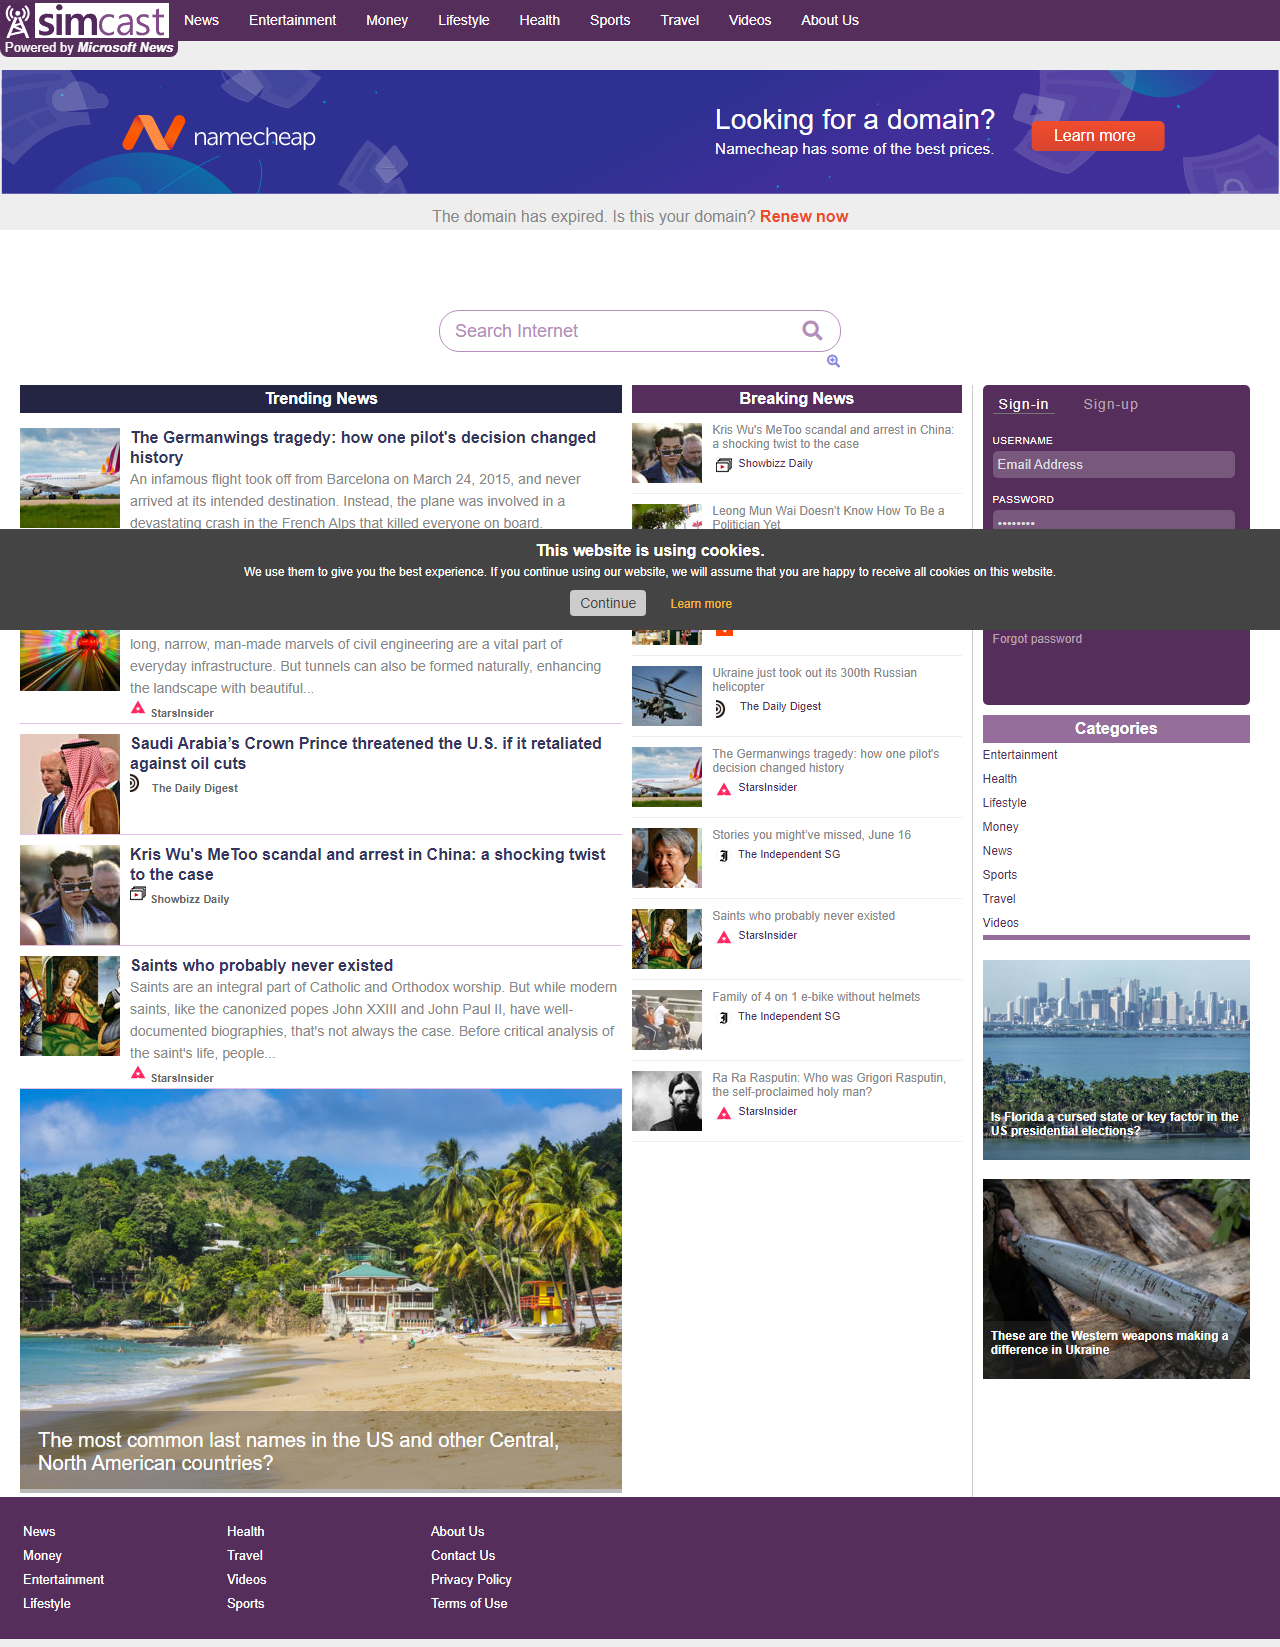 simcast
Powered by Microsoft News
News Entertainment Money Lifestyle Health Sports Travel Videos About Us
namecheap
Looking for a domain?
Namecheap has some of the best prices.
Learn more
The domain has expired. Is this your domain? Renew now
Search Internet
Trending News
The Germanwings tragedy: how one pilot's decision changed
history
An infamous flight took off from Barcelona on March 24, 2015, and never
arrived at its intended destination. Instead, the plane was involved in a
devastating crash in the French Alps that killed everyone on board.
long, narrow, man-made marvels of civil engineering are a vital part of
everyday infrastructure. But tunnels can also be formed naturally, enhancing
the landscape with beautiful...
StarsInsider
Saudi Arabia’s Crown Prince threatened the U.S. if it retaliated
against oil cuts
The Daily Digest
Kris Wu's MeToo scandal and arrest in China: a shocking twist
to the case
Showbizz Daily
Saints who probably never existed
Saints are an integral part of Catholic and Orthodox worship. But while modern
saints, like the canonized popes John XXIII and John Paul II, have well-
documented biographies, that's not always the case. Before critical analysis of
the saint's life, people...
StarsInsider
The most common last names in the US and other Central,
North American countries?
Breaking News
Kris Wu's MeToo scandal and arrest in China:
a shocking twist to the case
Showbizz Daily
Leong Mun Wai Doesn’t Know How To Be a
Politician Yet
Ukraine just took out its 300th Russian
helicopter
The Daily Digest
The Germanwings tragedy: how one pilot's
decision changed history
StarsInsider
Stories you might’ve missed, June 16
The Independent SG
Saints who probably never existed
StarsInsider
Family of 4 on 1 e-bike without helmets
The Independent SG
Ra Ra Rasputin: Who was Grigori Rasputin,
the self-proclaimed holy man?
StarsInsider
Sign-in Sign-up
USERNAME
Email Address
PASSWORD
••••••••
Forgot password
This website is using cookies.
We use them to give you the best experience. If you continue using our website, we will assume that you are happy to receive all cookies on this website.
Continue Learn more
Categories
Entertainment
Health
Lifestyle
Money
News
Sports
Travel
Videos
Is Florida a cursed state or key factor in the
US presidential elections?
These are the Western weapons making a
difference in Ukraine
News Health About Us
Money Travel Contact Us
Entertainment Videos Privacy Policy
Lifestyle Sports Terms of Use